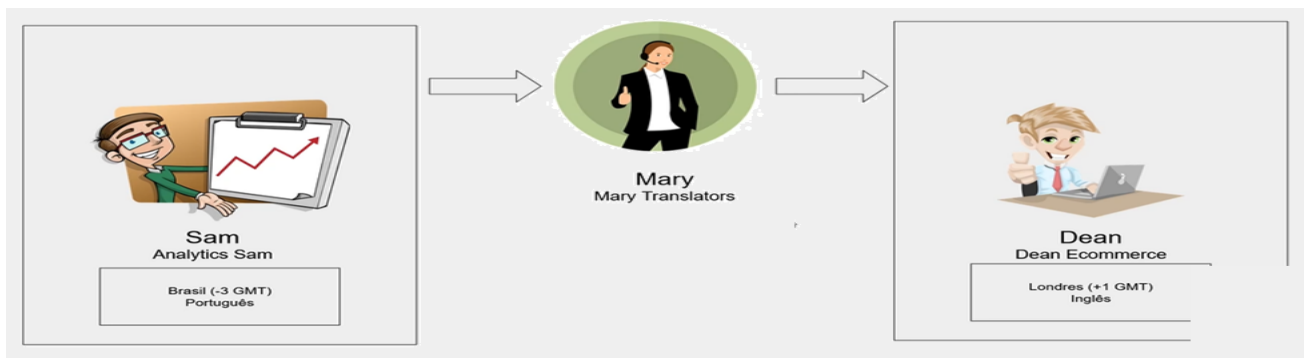 Sam
Analytics Sam
Brasil (-3 GMT)
Português
Mary
Mary Translators
Dean
Dean Ecommerce
Londres (+1 GMT)
Inglês